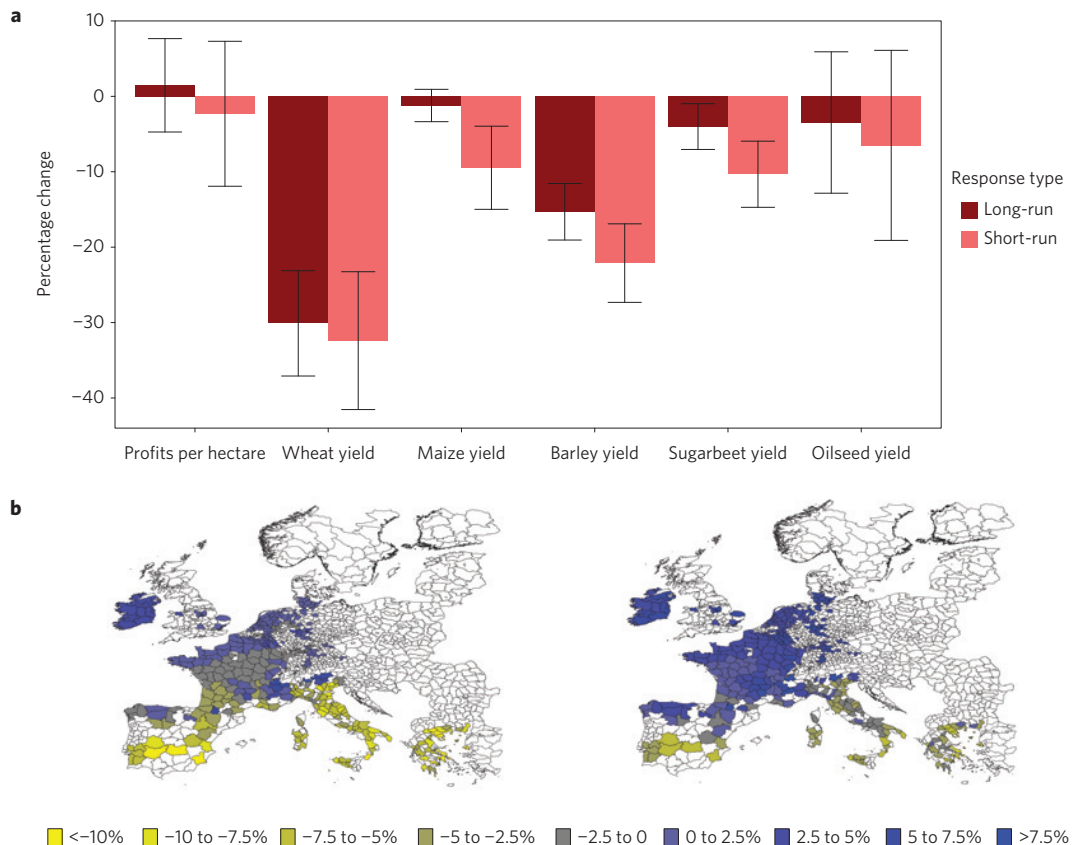 a
10
0
−10
−20
−30
−40
Percentage change
Profits per hectare Wheat yield Maize yield Barley yield Sugarbeet yield Oilseed yield
Response type
Long-run
Short-run
b
<−10% −10 to −7.5% −7.5 to −5% −5 to −2.5% −2.5 to 0 0 to 2.5% 2.5 to 5% 5 to 7.5% >7.5%